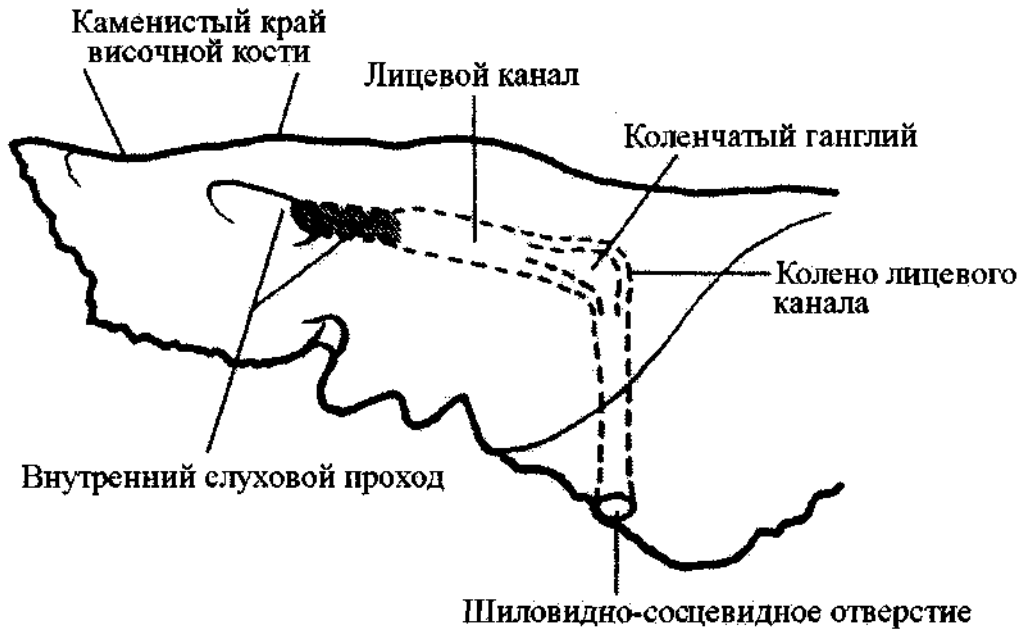 Каменистый край
височной кости
Лицевой канал
Коленчатый ганглий
Колено лицевого
канала
Внутренний слуховой проход
Шиловидно-сосцевидное отверстие